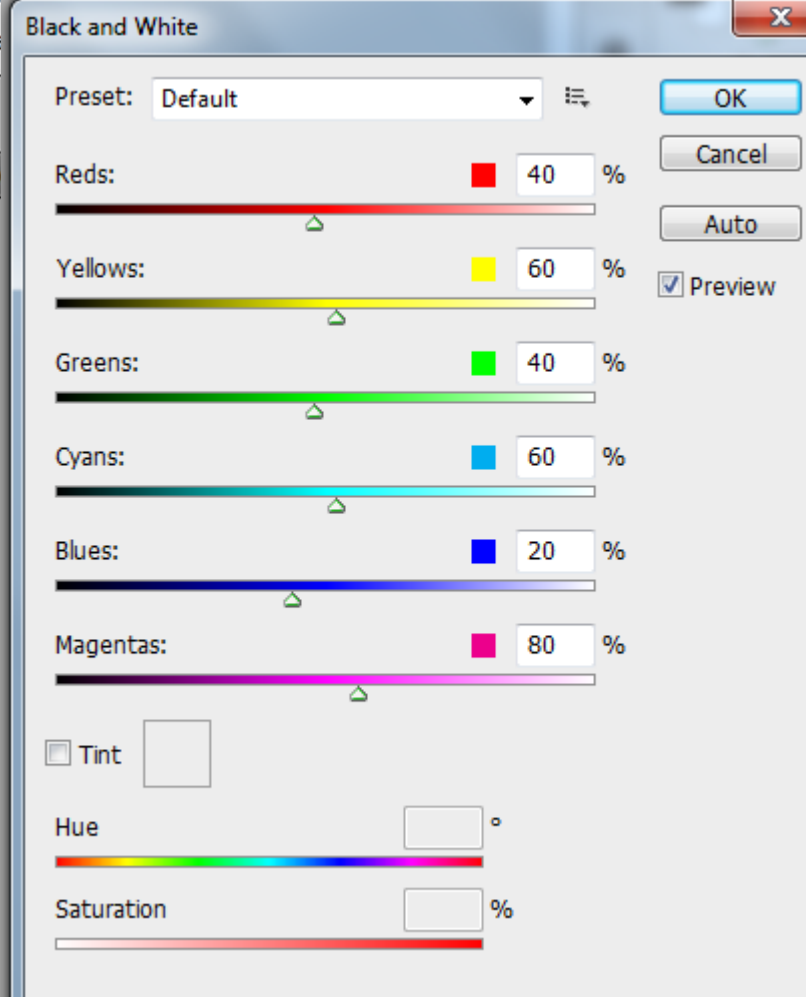 Black and White
Preset: Default
OK
Cancel
Auto
Preview
Reds: 40 %
Yellows: 60 %
Greens: 40 %
Cyans: 60 %
Blues: 20 %
Magentas: 80 %
Tint
Hue °
Saturation %